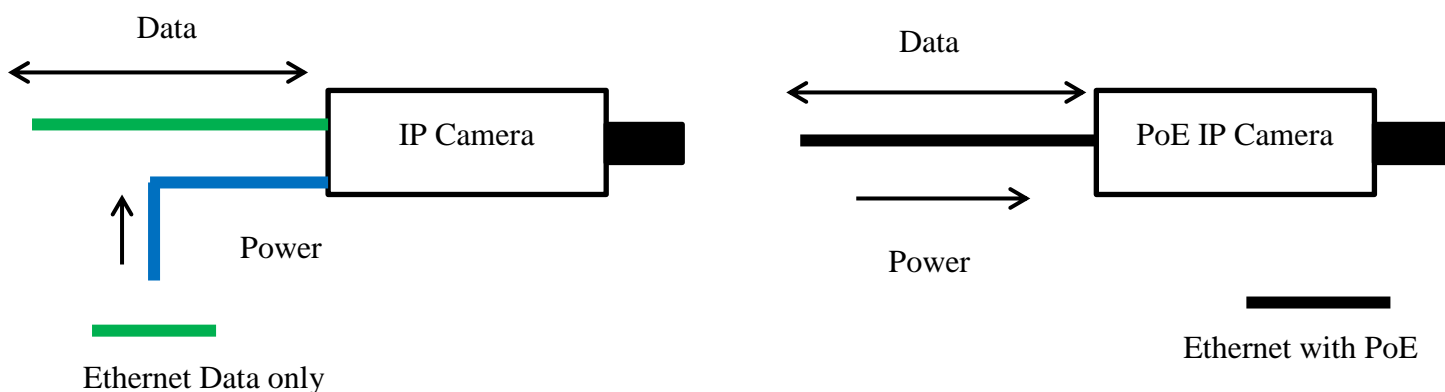 Data
IP Camera
Power
Ethernet Data only
Data
PoE IP Camera
Power
Ethernet with PoE